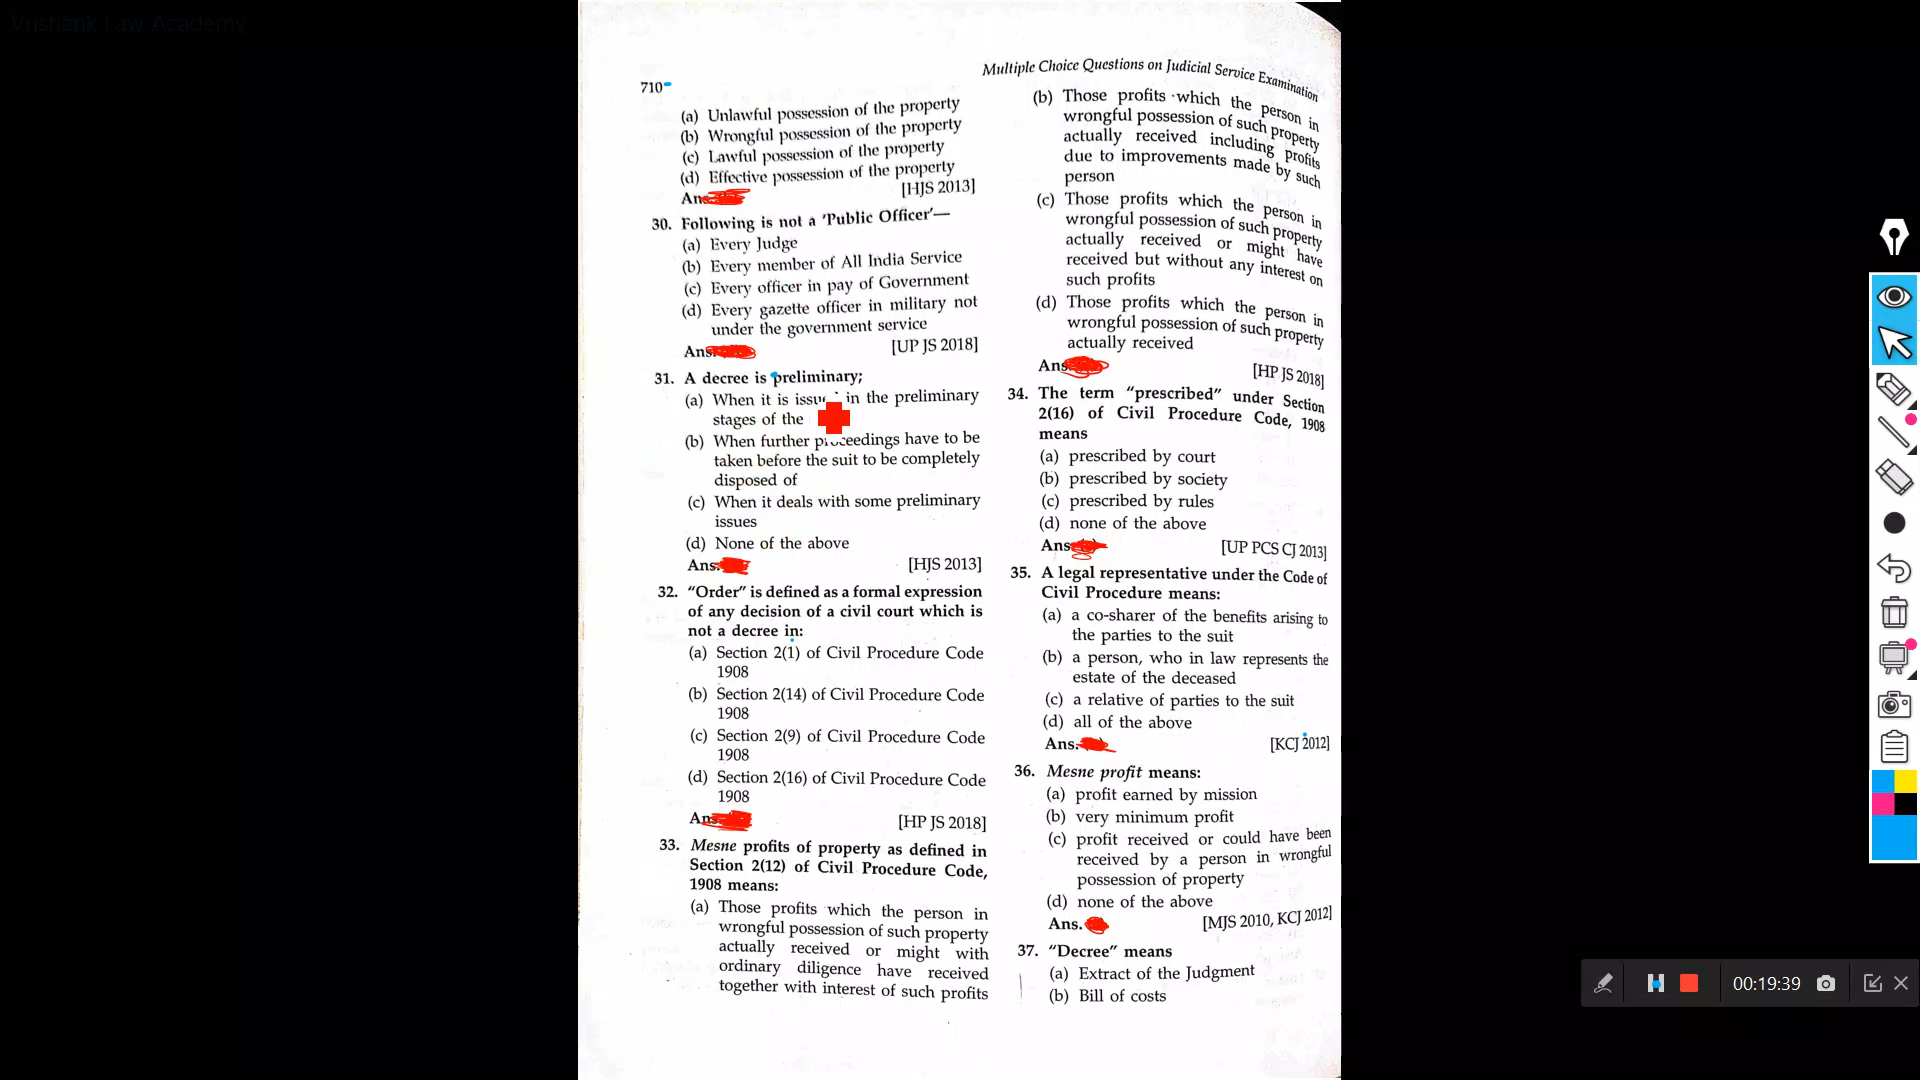 Vrishank Law Academy
710
Multiple Choice Questions on Judicial Service Examination
(a) Unlawful possession of the property
(b) Wrongful possession of the property
(c) Lawful possession of the property
(d) Effective possession of the property
Ans. [HJS 2013]
30. Following is not a 'Public Officer'—
(a) Every Judge
(b) Every member of All India Service
(c) Every officer in pay of Government
(d) Every gazette officer in military not
under the government service
Ans. [UP JS 2018]
31. A decree is preliminary;
(a) When it is issued in the preliminary
stages of the
(b) When further proceedings have to be
taken before the suit to be completely
disposed of
(c) When it deals with some preliminary
issues
(d) None of the above
Ans. [HJS 2013]
32. "Order" is defined as a formal expression
of any decision of a civil court which is
not a decree in:
(a) Section 2(1) of Civil Procedure Code
1908
(b) Section 2(14) of Civil Procedure Code
1908
(c) Section 2(9) of Civil Procedure Code
1908
(d) Section 2(16) of Civil Procedure Code
1908
Ans. [HP JS 2018]
33. Mesne profits of property as defined in
Section 2(12) of Civil Procedure Code,
1908 means:
(a) Those profits which the person in
wrongful possession of such property
actually received or might with
ordinary diligence have received
together with interest of such profits
(b) Those profits which the person in
wrongful possession of such property
actually received including profits
due to improvements made by such
person
(c) Those profits which the person in
wrongful possession of such property
actually received or might have
received but without any interest on
such profits
(d) Those profits which the person in
wrongful possession of such property
actually received
Ans. [HP JS 2018]
34. The term "prescribed" under Section
2(16) of Civil Procedure Code, 1908
means
(a) prescribed by court
(b) prescribed by society
(c) prescribed by rules
(d) none of the above
Ans. [UP PCS CJ 2013]
35. A legal representative under the Code of
Civil Procedure means:
(a) a co-sharer of the benefits arising to
the parties to the suit
(b) a person, who in law represents the
estate of the deceased
(c) a relative of parties to the suit
(d) all of the above
Ans. [KCJ 2012]
36. Mesne profit means:
(a) profit earned by mission
(b) very minimum profit
(c) profit received or could have been
received by a person in wrongful
possession of property
(d) none of the above
Ans. [MJS 2010, KCJ 2012]
37. "Decree" means
(a) Extract of the Judgment
(b) Bill of costs
00:19:39